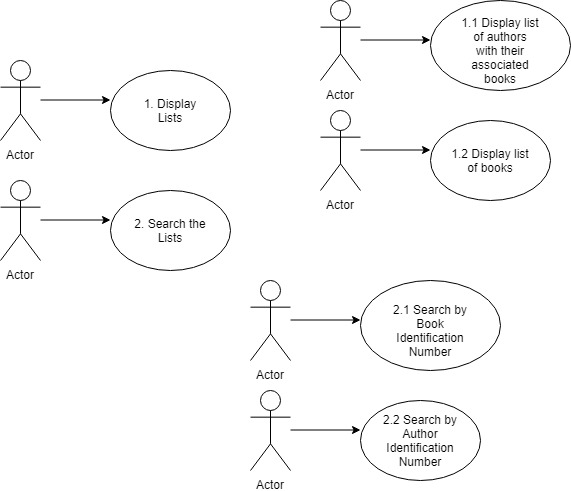 1.1 Display list
of authors
with their
associated
books
Actor
1. Display
Lists
Actor
1.2 Display list
of books
Actor
2. Search the
Lists
Actor
2.1 Search by
Book
Identification
Number
Actor
2.2 Search by
Author
Identification
Number
Actor